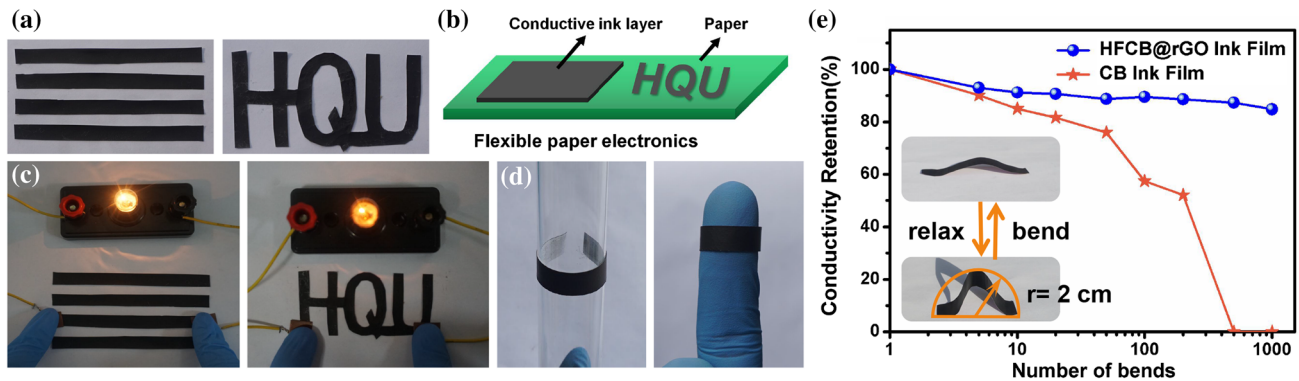 (a)
HQU
(b)
Conductive ink layer
Paper
HQU
Flexible paper electronics
(c)
HQU
(d)
(e)
Conductivity Retention(%)
100
80
60
40
20
0
HFCB@rGO Ink Film
CB Ink Film
relax
bend
r= 2 cm
1
10
100
1000
Number of bends